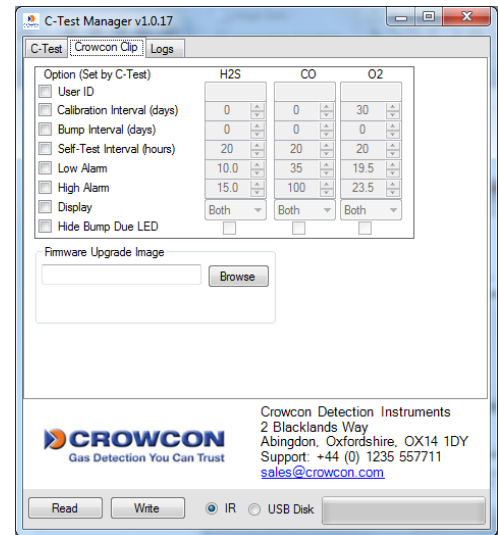 C-Test Manager v1.0.17
C-Test Crowcon Clip Logs
Option (Set by C-Test) H2S CO O2
User ID
Calibration Interval (days) 0 0 30
Bump Interval (days) 0 0 0
Self-Test Interval (hours) 20 20 20
Low Alarm 10.0 35 19.5
High Alarm 15.0 100 23.5
Display Both Both Both
Hide Bump Due LED
Firmware Upgrade Image
Browse
CROWCON
Gas Detection You Can Trust
Crowcon Detection Instruments
2 Blacklands Way
Abingdon, Oxfordshire, OX14 1DY
Support: +44 (0) 1235 557711
sales@crowcon.com
Read Write IR USB Disk